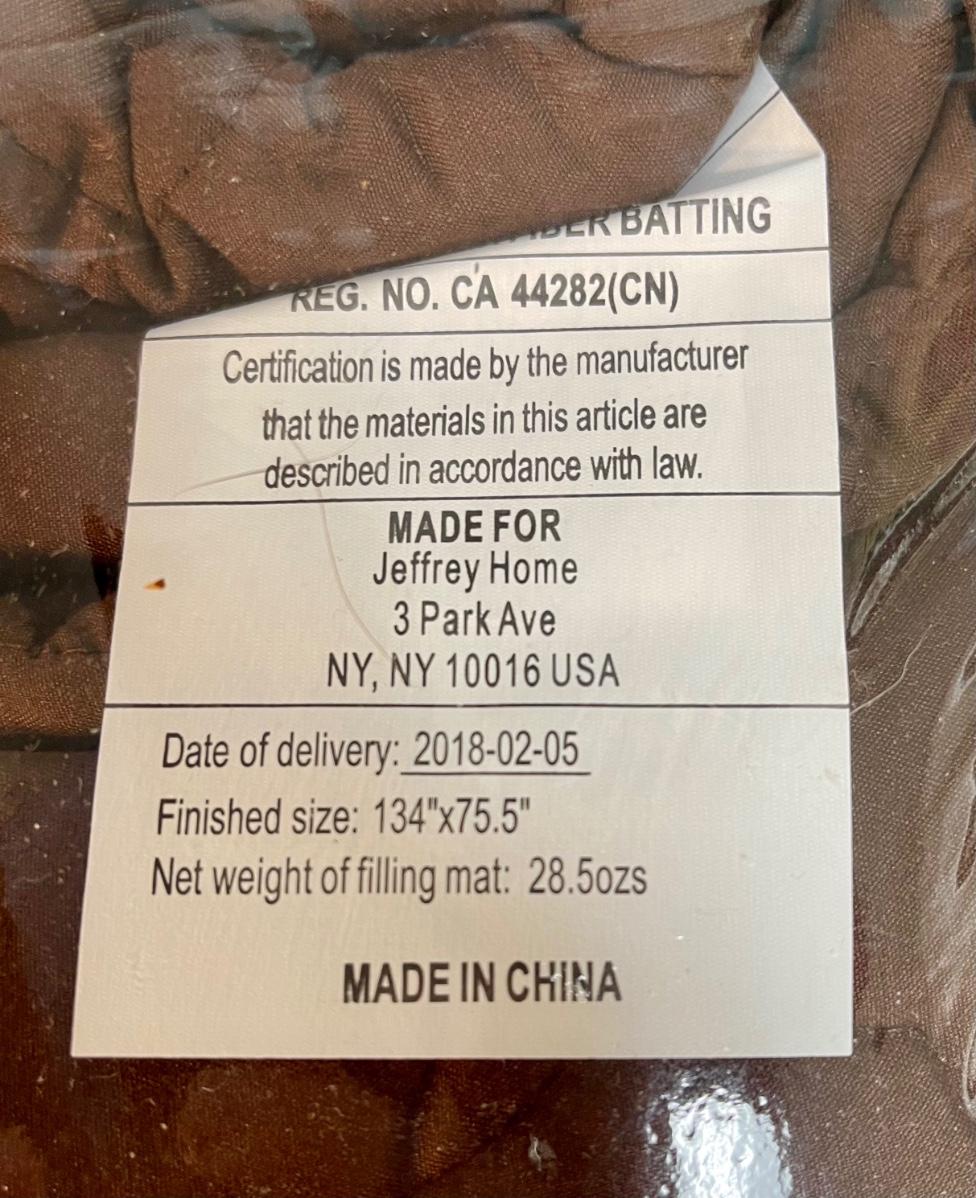 BATTING
REG. NO. CA 44282(CN)
Certification is made by the manufacturer
that the materials in this article are
described in accordance with law.
MADE FOR
Jeffrey Home
3 Park Ave
NY, NY 10016 USA
Date of delivery: 2018-02-05
Finished size: 134"x75.5"
Net weight of filling mat: 28.5ozs
MADE IN CHINA